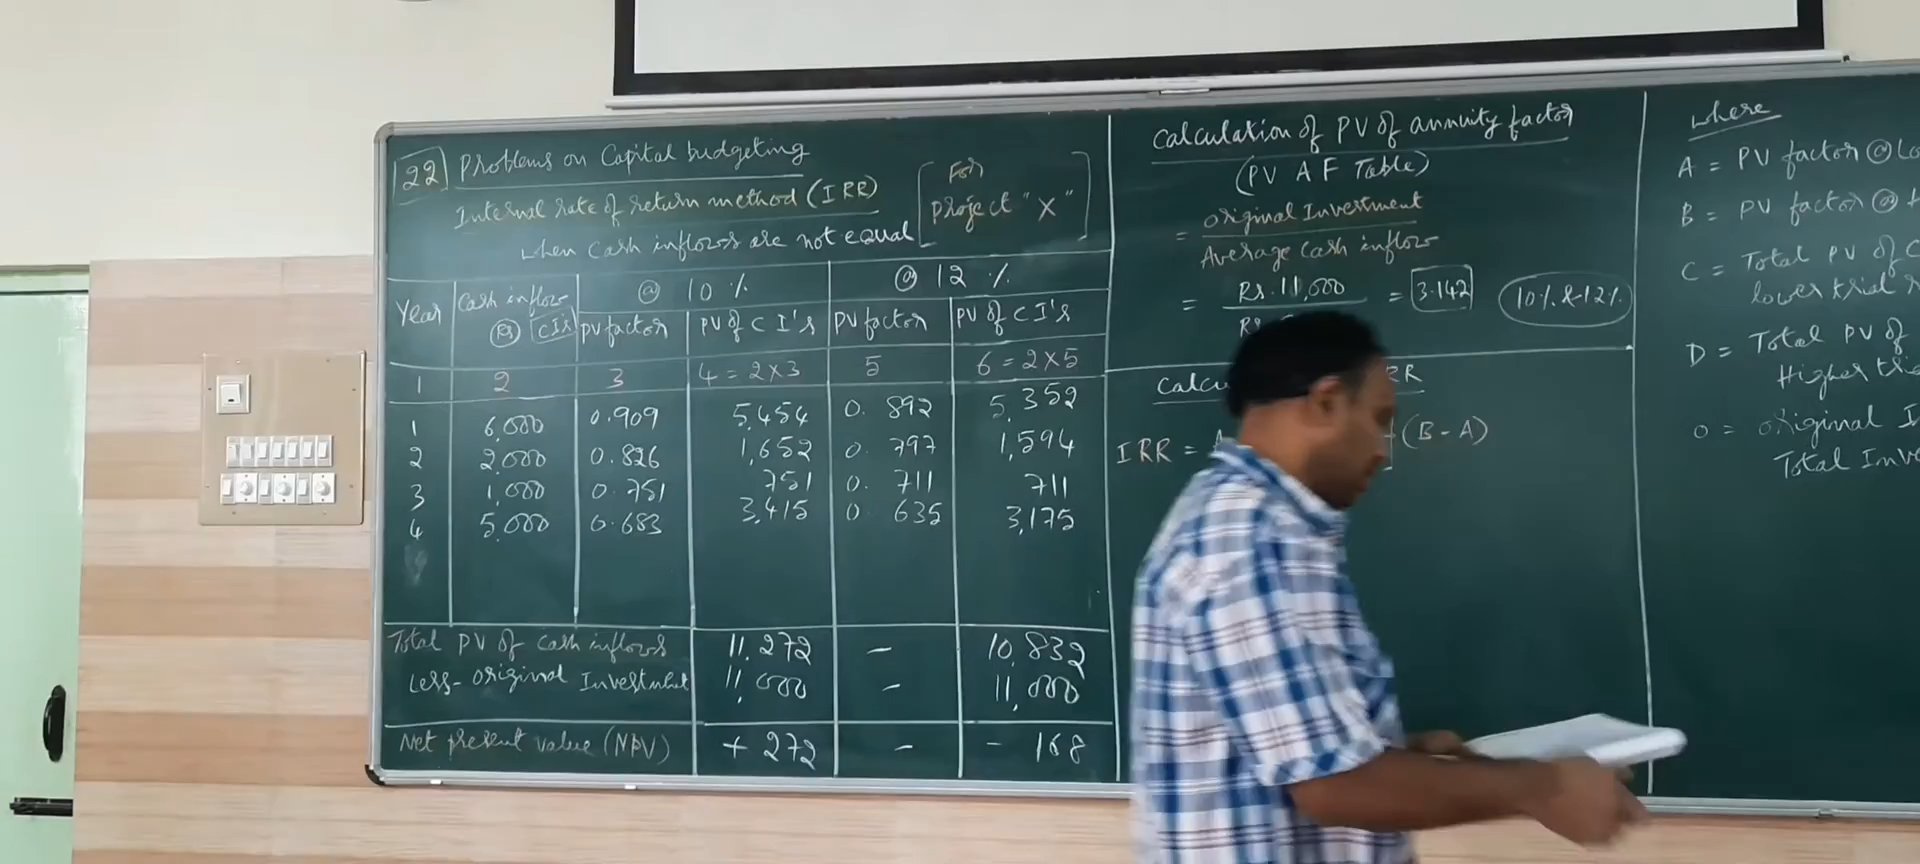 22 Problems on Capital budgeting
Internal rate of return method (IRR)
when cash inflows are not equal
For
project "X"
Year
Cash inflow
(Rs) CI's
@ 10 %
@ 12 %
PV factor
PV of C I's
PV factor
PV of C I's
1 2 3 4 = 2x3 5 6 = 2x5
1 6,000 0.909 5,454 0.892 5,352
2 2,000 0.826 1,652 0.797 1,594
3 1,000 0.751 751 0.711 711
4 5,000 0.683 3,415 0.635 3,175
Total PV of cash inflows 11,272 - 10,832
Less- original Investment 11,000 - 11,000
Net present value (NPV) + 272 - - 168
Calculation of PV of annuity factor
(PV A F Table)
= original Investment
Average cash inflow
= Rs. 11,000 = 3.142 10% & 12%
Rs.
IRR = (B - A)
where
A = PV factor @
B = PV factor @
C = Total PV of
lower trial
D = Total PV of
Higher
O = original
Total